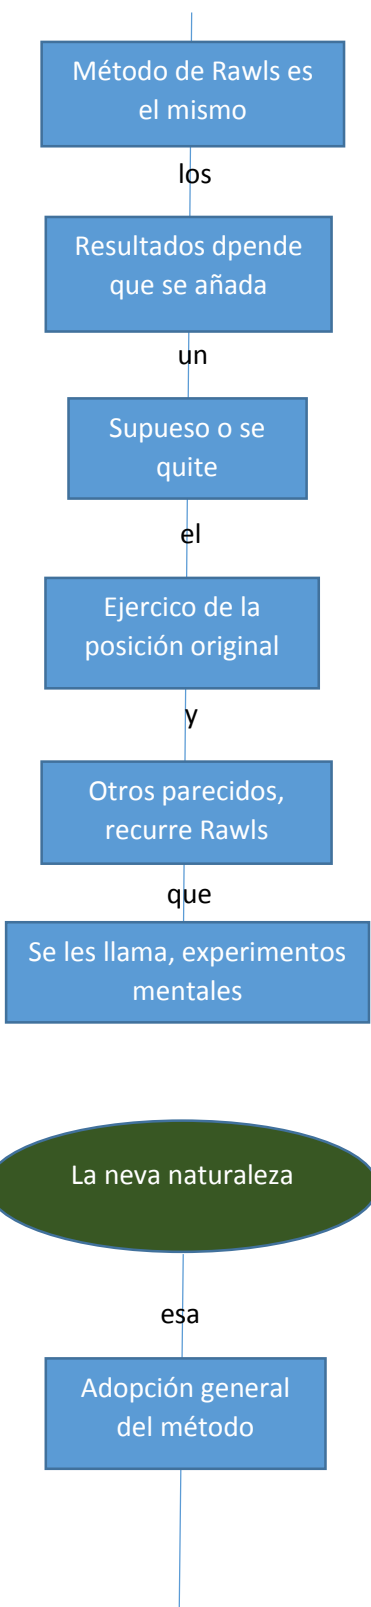 Método de Rawls es
el mismo
los
Resultados dpende
que se añada
un
Supueso o se
quite
el
Ejercico de la
posición original
y
Otros parecidos,
recurre Rawls
que
Se les llama, experimentos
mentales
La neva naturaleza
esa
Adopción general
del método